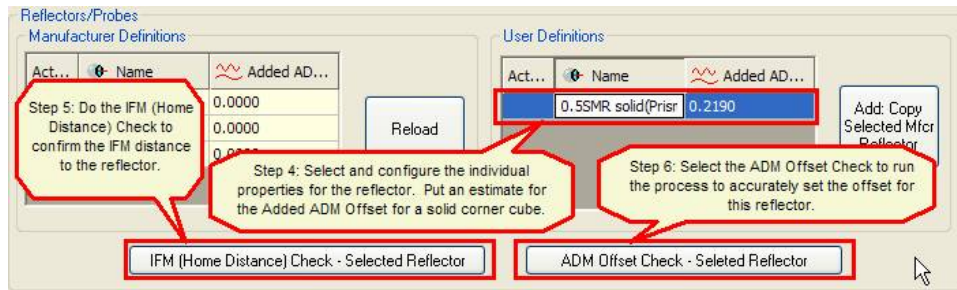 Reflectors/Probes
Manufacturer Definitions
User Definitions
Act... Name Added AD...
0.0000
0.0000
Reload
Act... Name Added AD...
0.5SMR solid(Prisr 0.2190
Add: Copy
Selected Mfcr
Reflector
Step 5: Do the IFM (Home
Distance) Check to
confirm the IFM distance
to the reflector.
Step 4: Select and configure the individual
properties for the reflector. Put an estimate for
the Added ADM Offset for a solid corner cube.
Step 6: Select the ADM Offset Check to run
the process to accurately set the offset for
this reflector.
IFM (Home Distance) Check - Selected Reflector
ADM Offset Check - Seleted Reflector